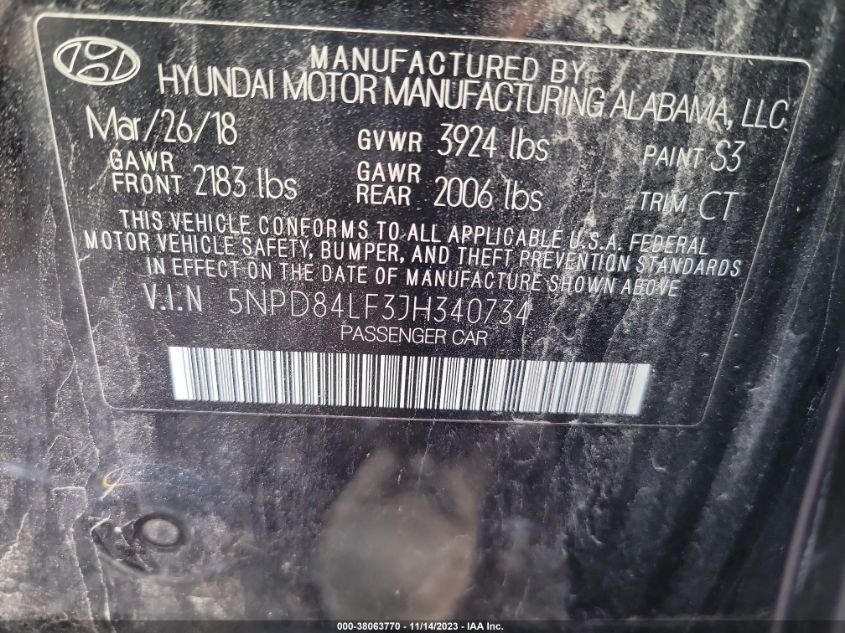 MANUFACTURED BY
HYUNDAI MOTOR MANUFACTURING ALABAMA, LLC
Mar/26/18 GVWR 3924 lbs PAINT S3
GAWR FRONT 2183 lbs GAWR REAR 2006 lbs TRIM CT
THIS VEHICLE CONFORMS TO ALL APPLICABLE U.S.A. FEDERAL
MOTOR VEHICLE SAFETY, BUMPER, AND THEFT PREVENTION STANDARDS
IN EFFECT ON THE DATE OF MANUFACTURE SHOWN ABOVE
V.I.N 5NPD84LF3JH340734
PASSENGER CAR
000-38063770 - 11/14/2023 - IAA Inc.